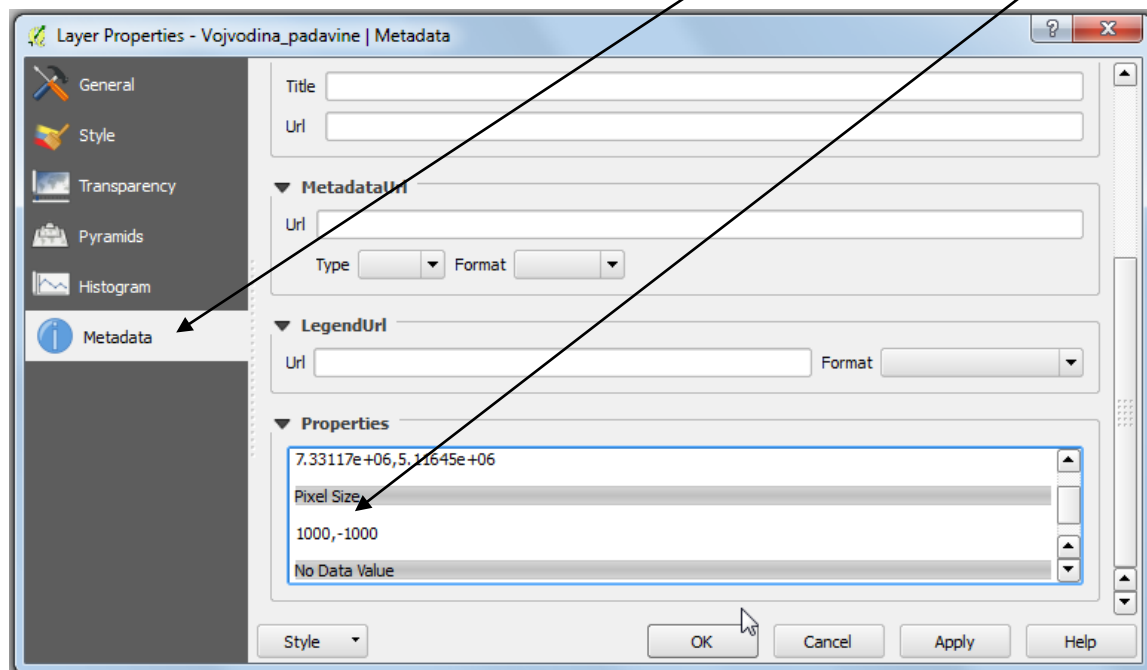 Layer Properties - Vojvodina_padavine | Metadata
General
Style
Transparency
Pyramids
Histogram
Metadata
Title
Url
MetadataUrl
Url
Type Format
LegendUrl
Url Format
Properties
7.33117e+06,5.11645e+06
Pixel Size
1000,-1000
No Data Value
Style OK Cancel Apply Help